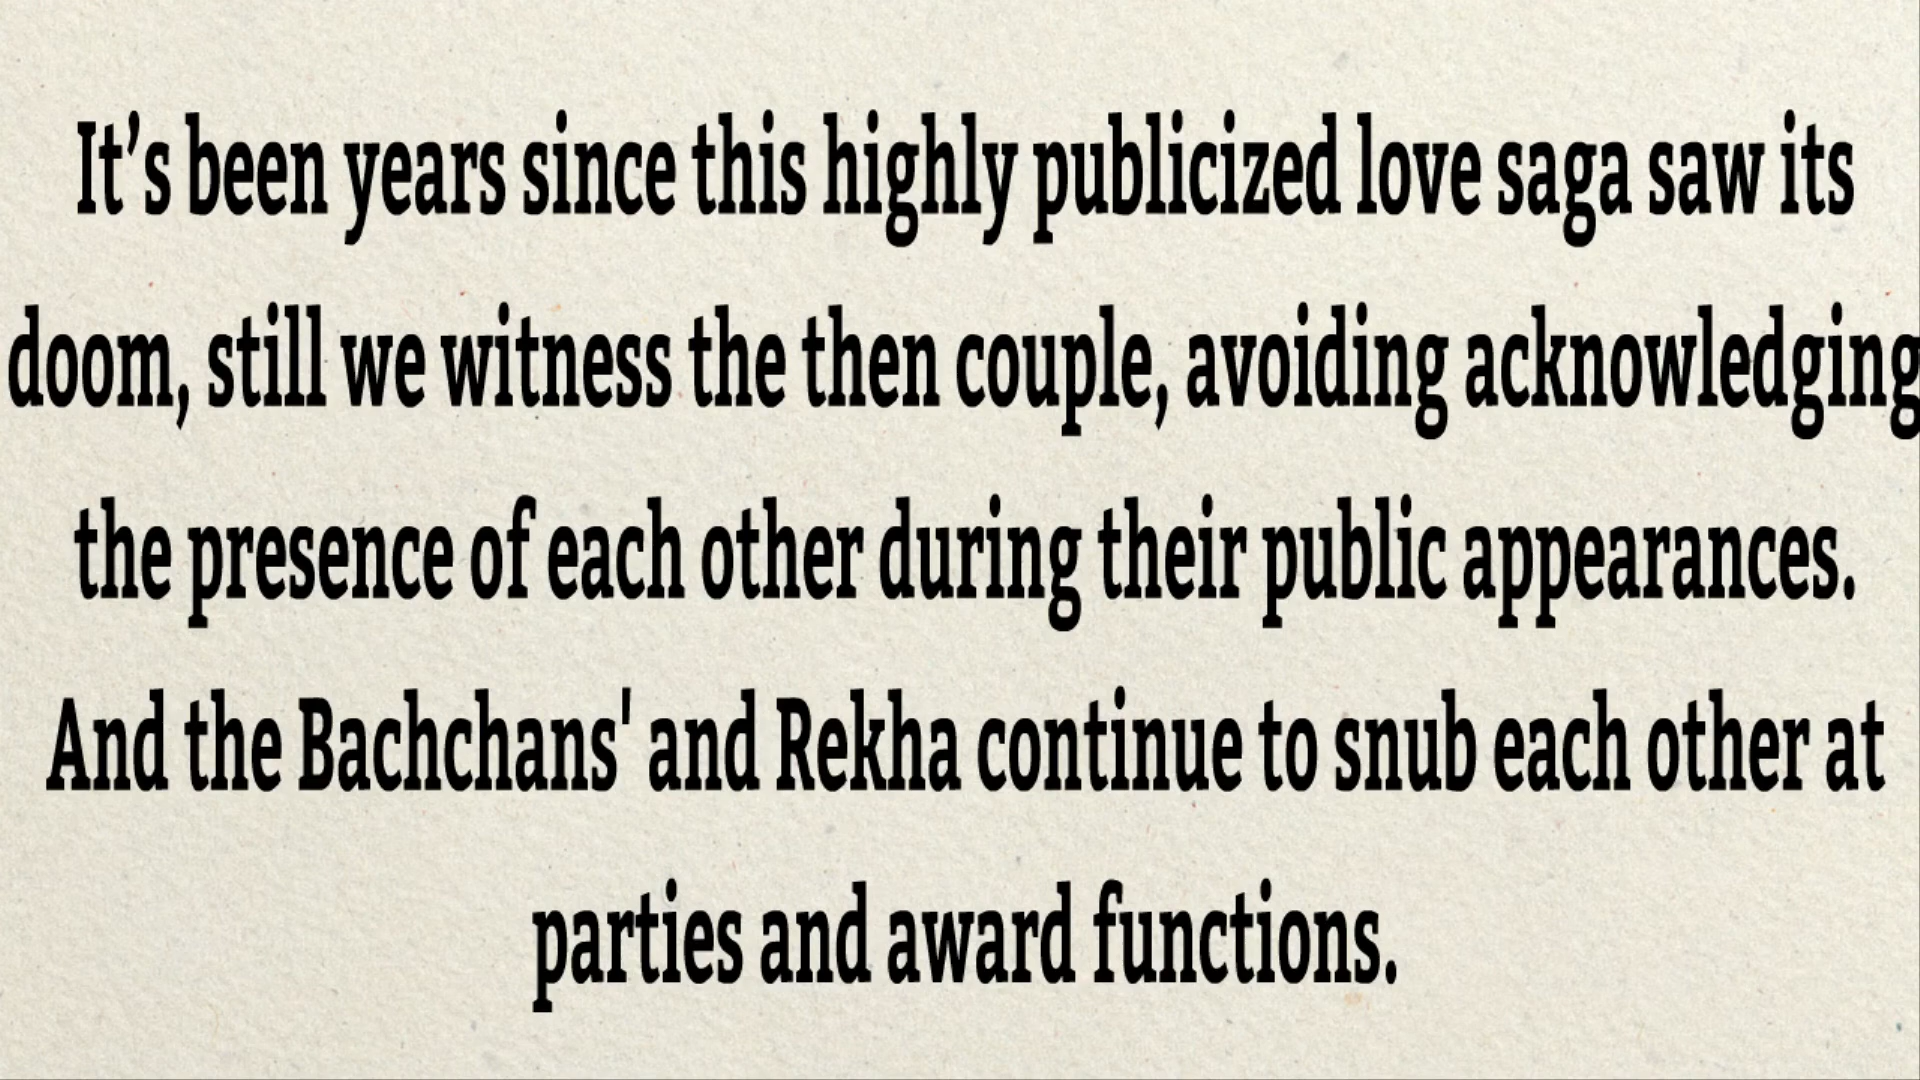 It’s been years since this highly publicized love saga saw its
doom, still we witness the then couple, avoiding acknowledging
the presence of each other during their public appearances.
And the Bachchans' and Rekha continue to snub each other at
parties and award functions.